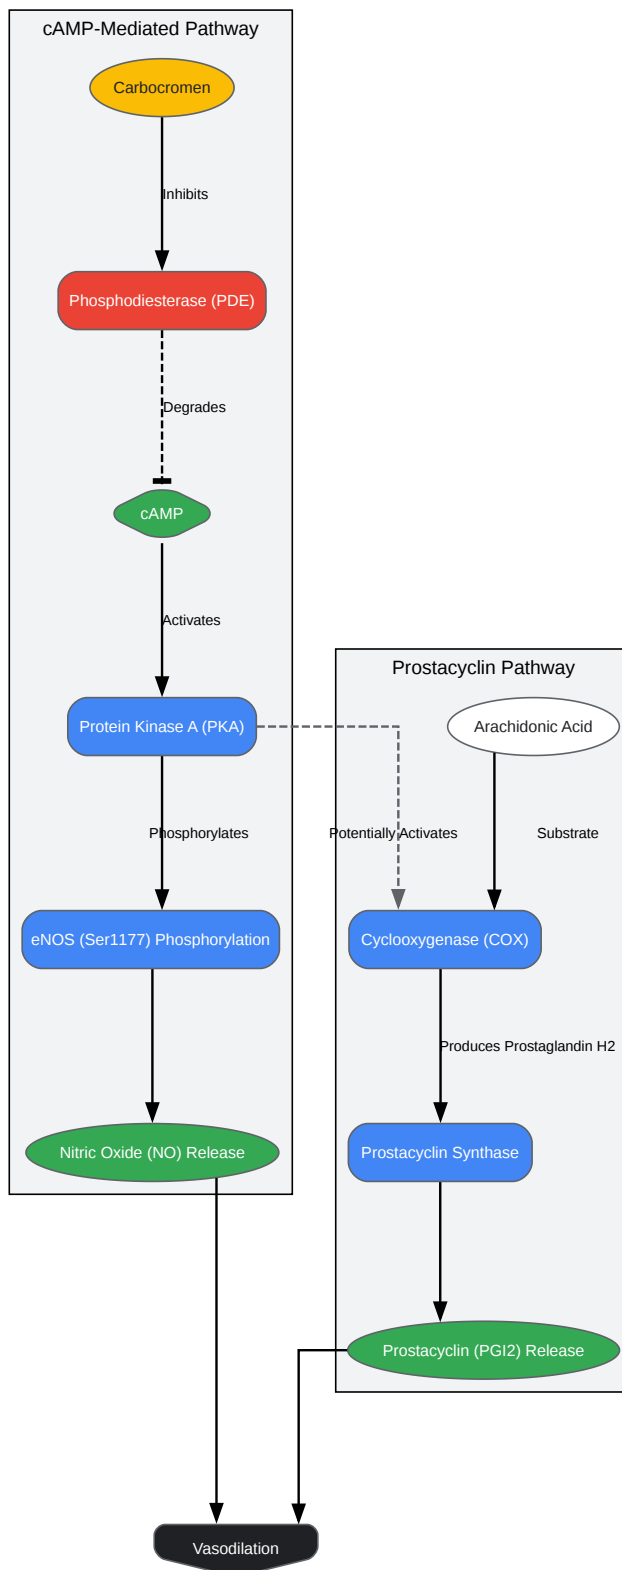 cAMP-Mediated Pathway
Carbocromen
Inhibits
Phosphodiesterase (PDE)
Degrades
cAMP
Activates
Protein Kinase A (PKA)
Phosphorylates
eNOS (Ser1177) Phosphorylation
Nitric Oxide (NO) Release
Prostacyclin Pathway
Arachidonic Acid
Potentially Activates
Substrate
Cyclooxygenase (COX)
Produces Prostaglandin H2
Prostacyclin Synthase
Prostacyclin (PGI2) Release
Vasodilation